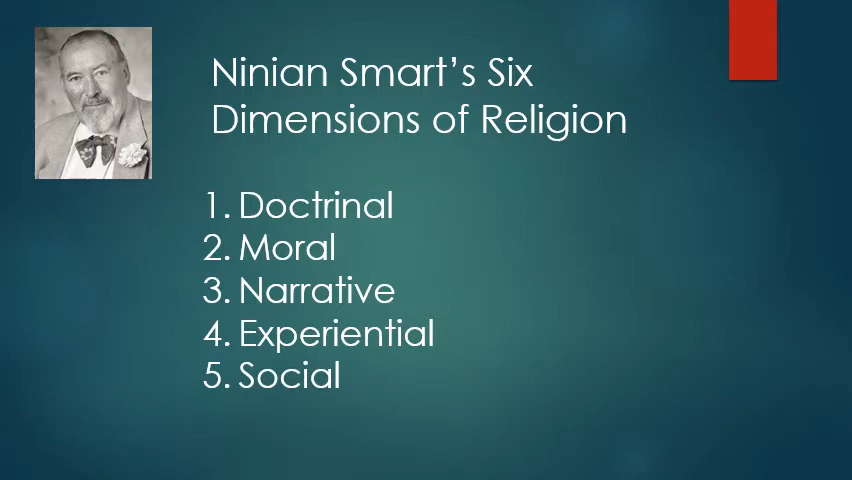 Ninian Smart’s Six
Dimensions of Religion
1. Doctrinal
2. Moral
3. Narrative
4. Experiential
5. Social